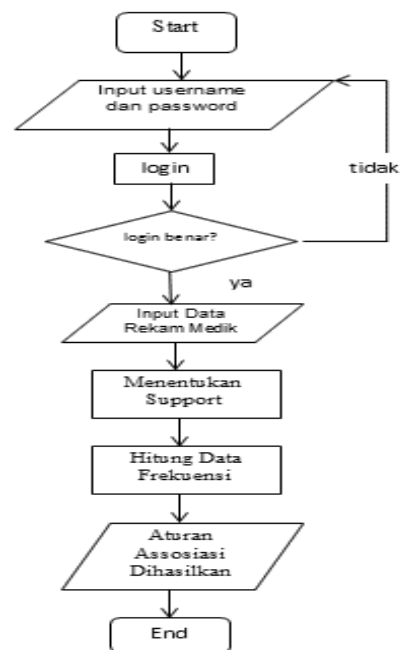 Start
Input username
dan password
login
tidak
login benar?
ya
Input Data
Rekam Medik
Menentukan
Support
Hitung Data
Frekuensi
Aturan
Assosiasi
Dihasilkan
End